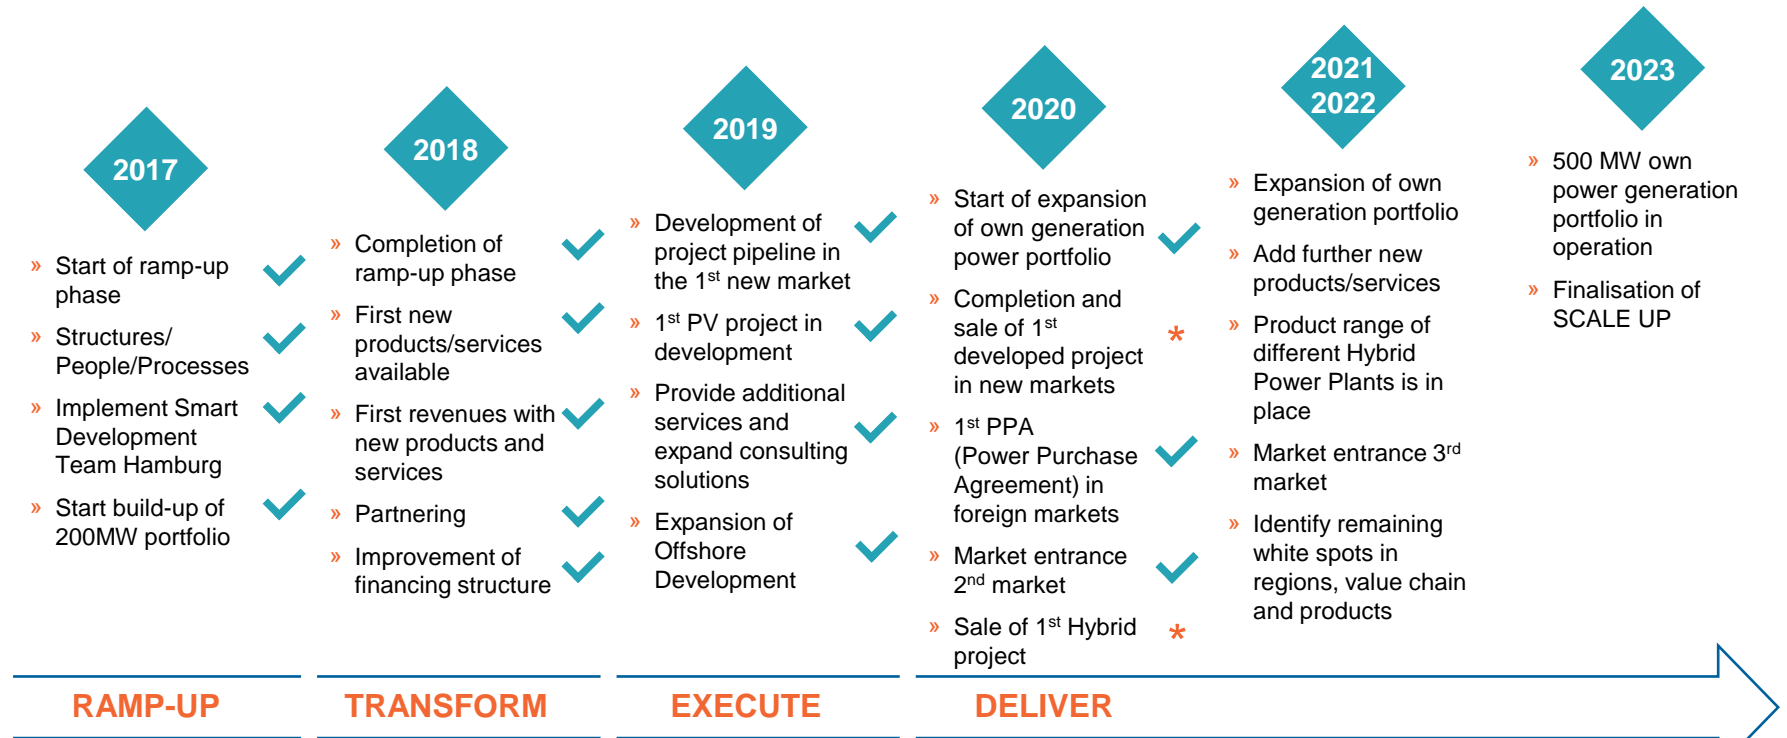 2017
» Start of ramp-up
phase
» Structures/
People/Processes
» Implement Smart
Development
Team Hamburg
» Start build-up of
200MW portfolio
2018
» Completion of
ramp-up phase
» First new
products/services
available
» First revenues with
new products and
services
» Partnering
» Improvement of
financing structure
2019
» Development of
project pipeline in
the 1st new market
» 1st PV project in
development
» Provide additional
services and
expand consulting
solutions
» Expansion of
Offshore
Development
2020
» Start of expansion
of own generation
power portfolio
» Completion and
sale of 1st
developed project
in new markets
*
» 1st PPA
(Power Purchase
Agreement) in
foreign markets
» Market entrance
2nd market
» Sale of 1st Hybrid
project
*
2021
2022
» Expansion of own
generation portfolio
» Add further new
products/services
» Product range of
different Hybrid
Power Plants is in
place
» Market entrance 3rd
market
» Identify remaining
white spots in
regions, value chain
and products
2023
» 500 MW own
power generation
portfolio in
operation
» Finalisation of
SCALE UP
RAMP-UP
TRANSFORM
EXECUTE
DELIVER